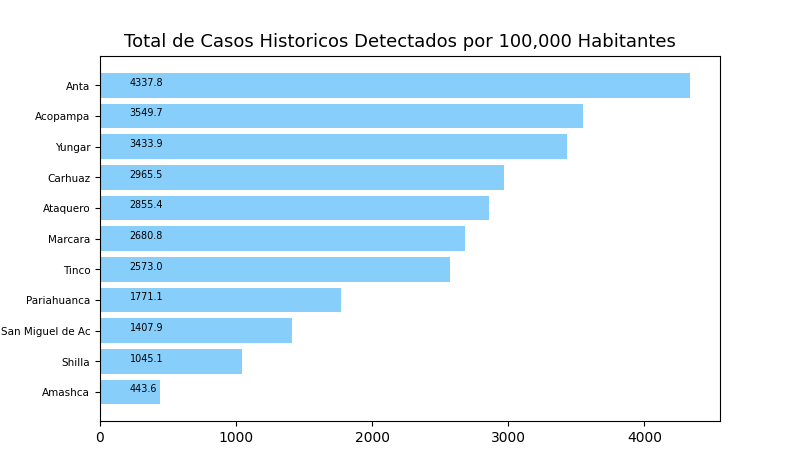 Total de Casos Historicos Detectados por 100,000 Habitantes
Anta 4337.8
Acopampa 3549.7
Yungar 3433.9
Carhuaz 2965.5
Ataquero 2855.4
Marcara 2680.8
Tinco 2573.0
Pariahuanca 1771.1
San Miguel de Ac 1407.9
Shilla 1045.1
Amashca 443.6
0 1000 2000 3000 4000